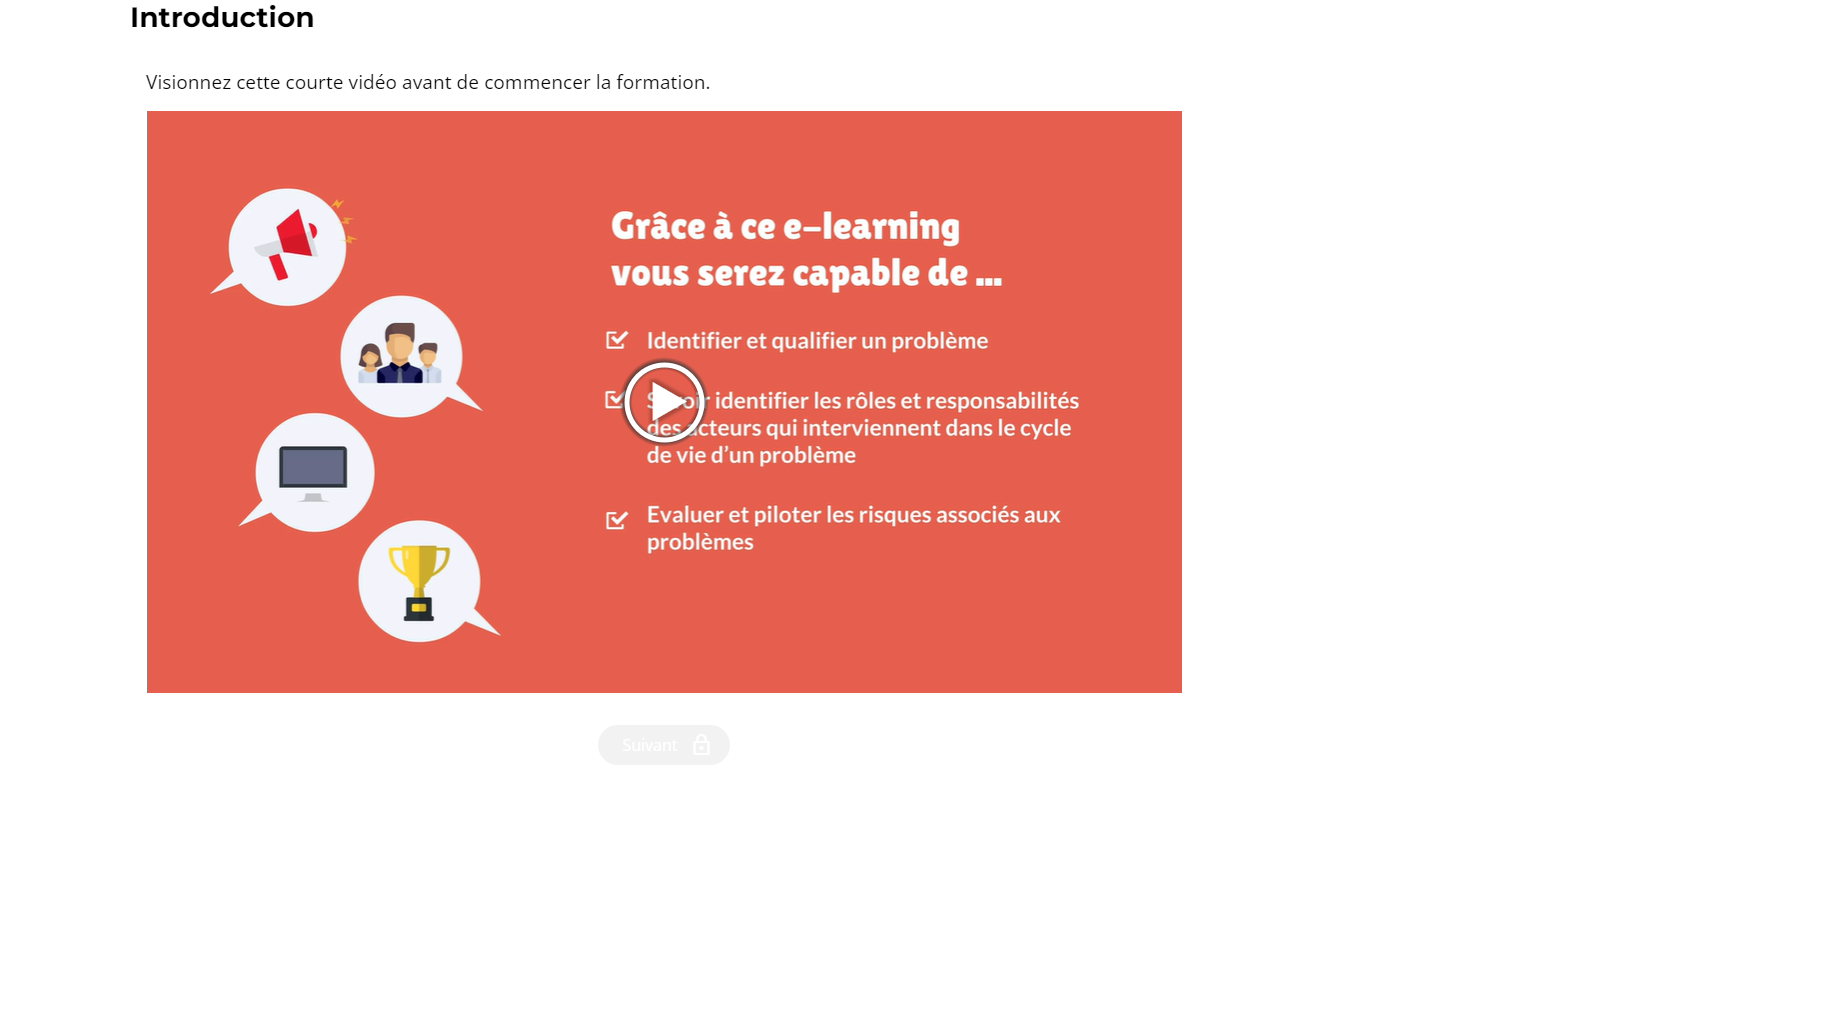 Introduction
Visionnez cette courte vidéo avant de commencer la formation.
Grâce à ce e-learning
vous serez capable de ...
Identifier et qualifier un problème
Savoir identifier les rôles et responsabilités
des acteurs qui interviennent dans le cycle
de vie d'un problème
Evaluer et piloter les risques associés aux
problèmes
Suivant